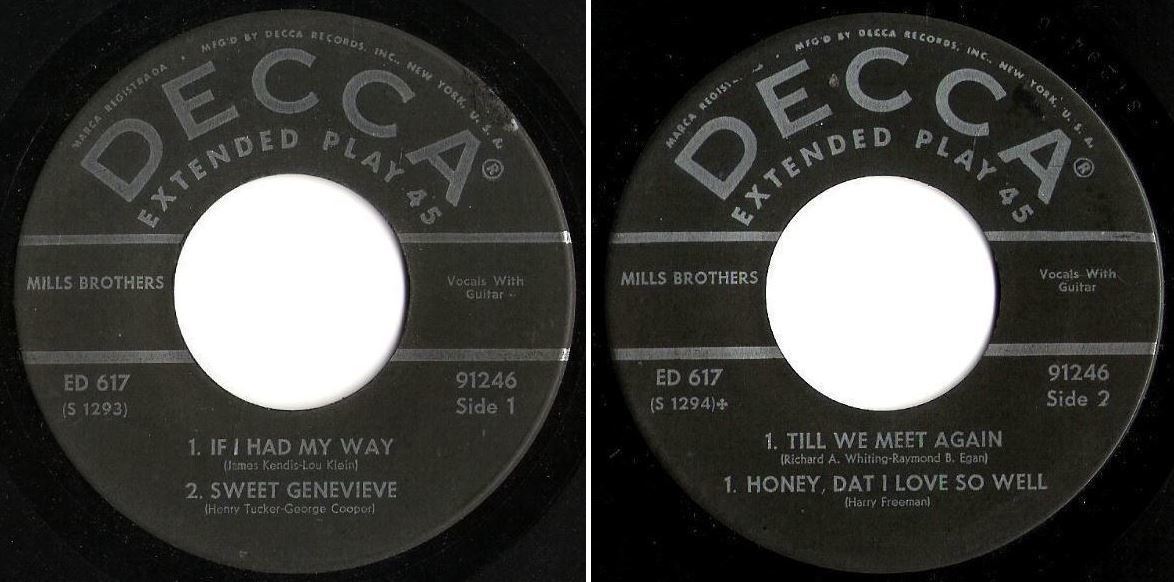 MARCA REGISTRADA • MFG'D BY DECCA RECORDS, INC., NEW YORK, U. S. A.
DECCA®
EXTENDED PLAY 45
MILLS BROTHERS
Vocals With
Guitar
ED 617
(S 1293)
91246
Side 1
1. IF I HAD MY WAY
(James Kendis-Lou Klein)
2. SWEET GENEVIEVE
(Henry Tucker-George Cooper)
MARCA • MFG'D BY DECCA RECORDS, INC., NEW YORK, U. S. A.
DECCA®
EXTENDED PLAY 45
MILLS BROTHERS
Vocals With
Guitar
ED 617
(S 1294)+
91246
Side 2
1. TILL WE MEET AGAIN
(Richard A. Whiting-Raymond B. Egan)
1. HONEY, DAT I LOVE SO WELL
(Harry Freeman)